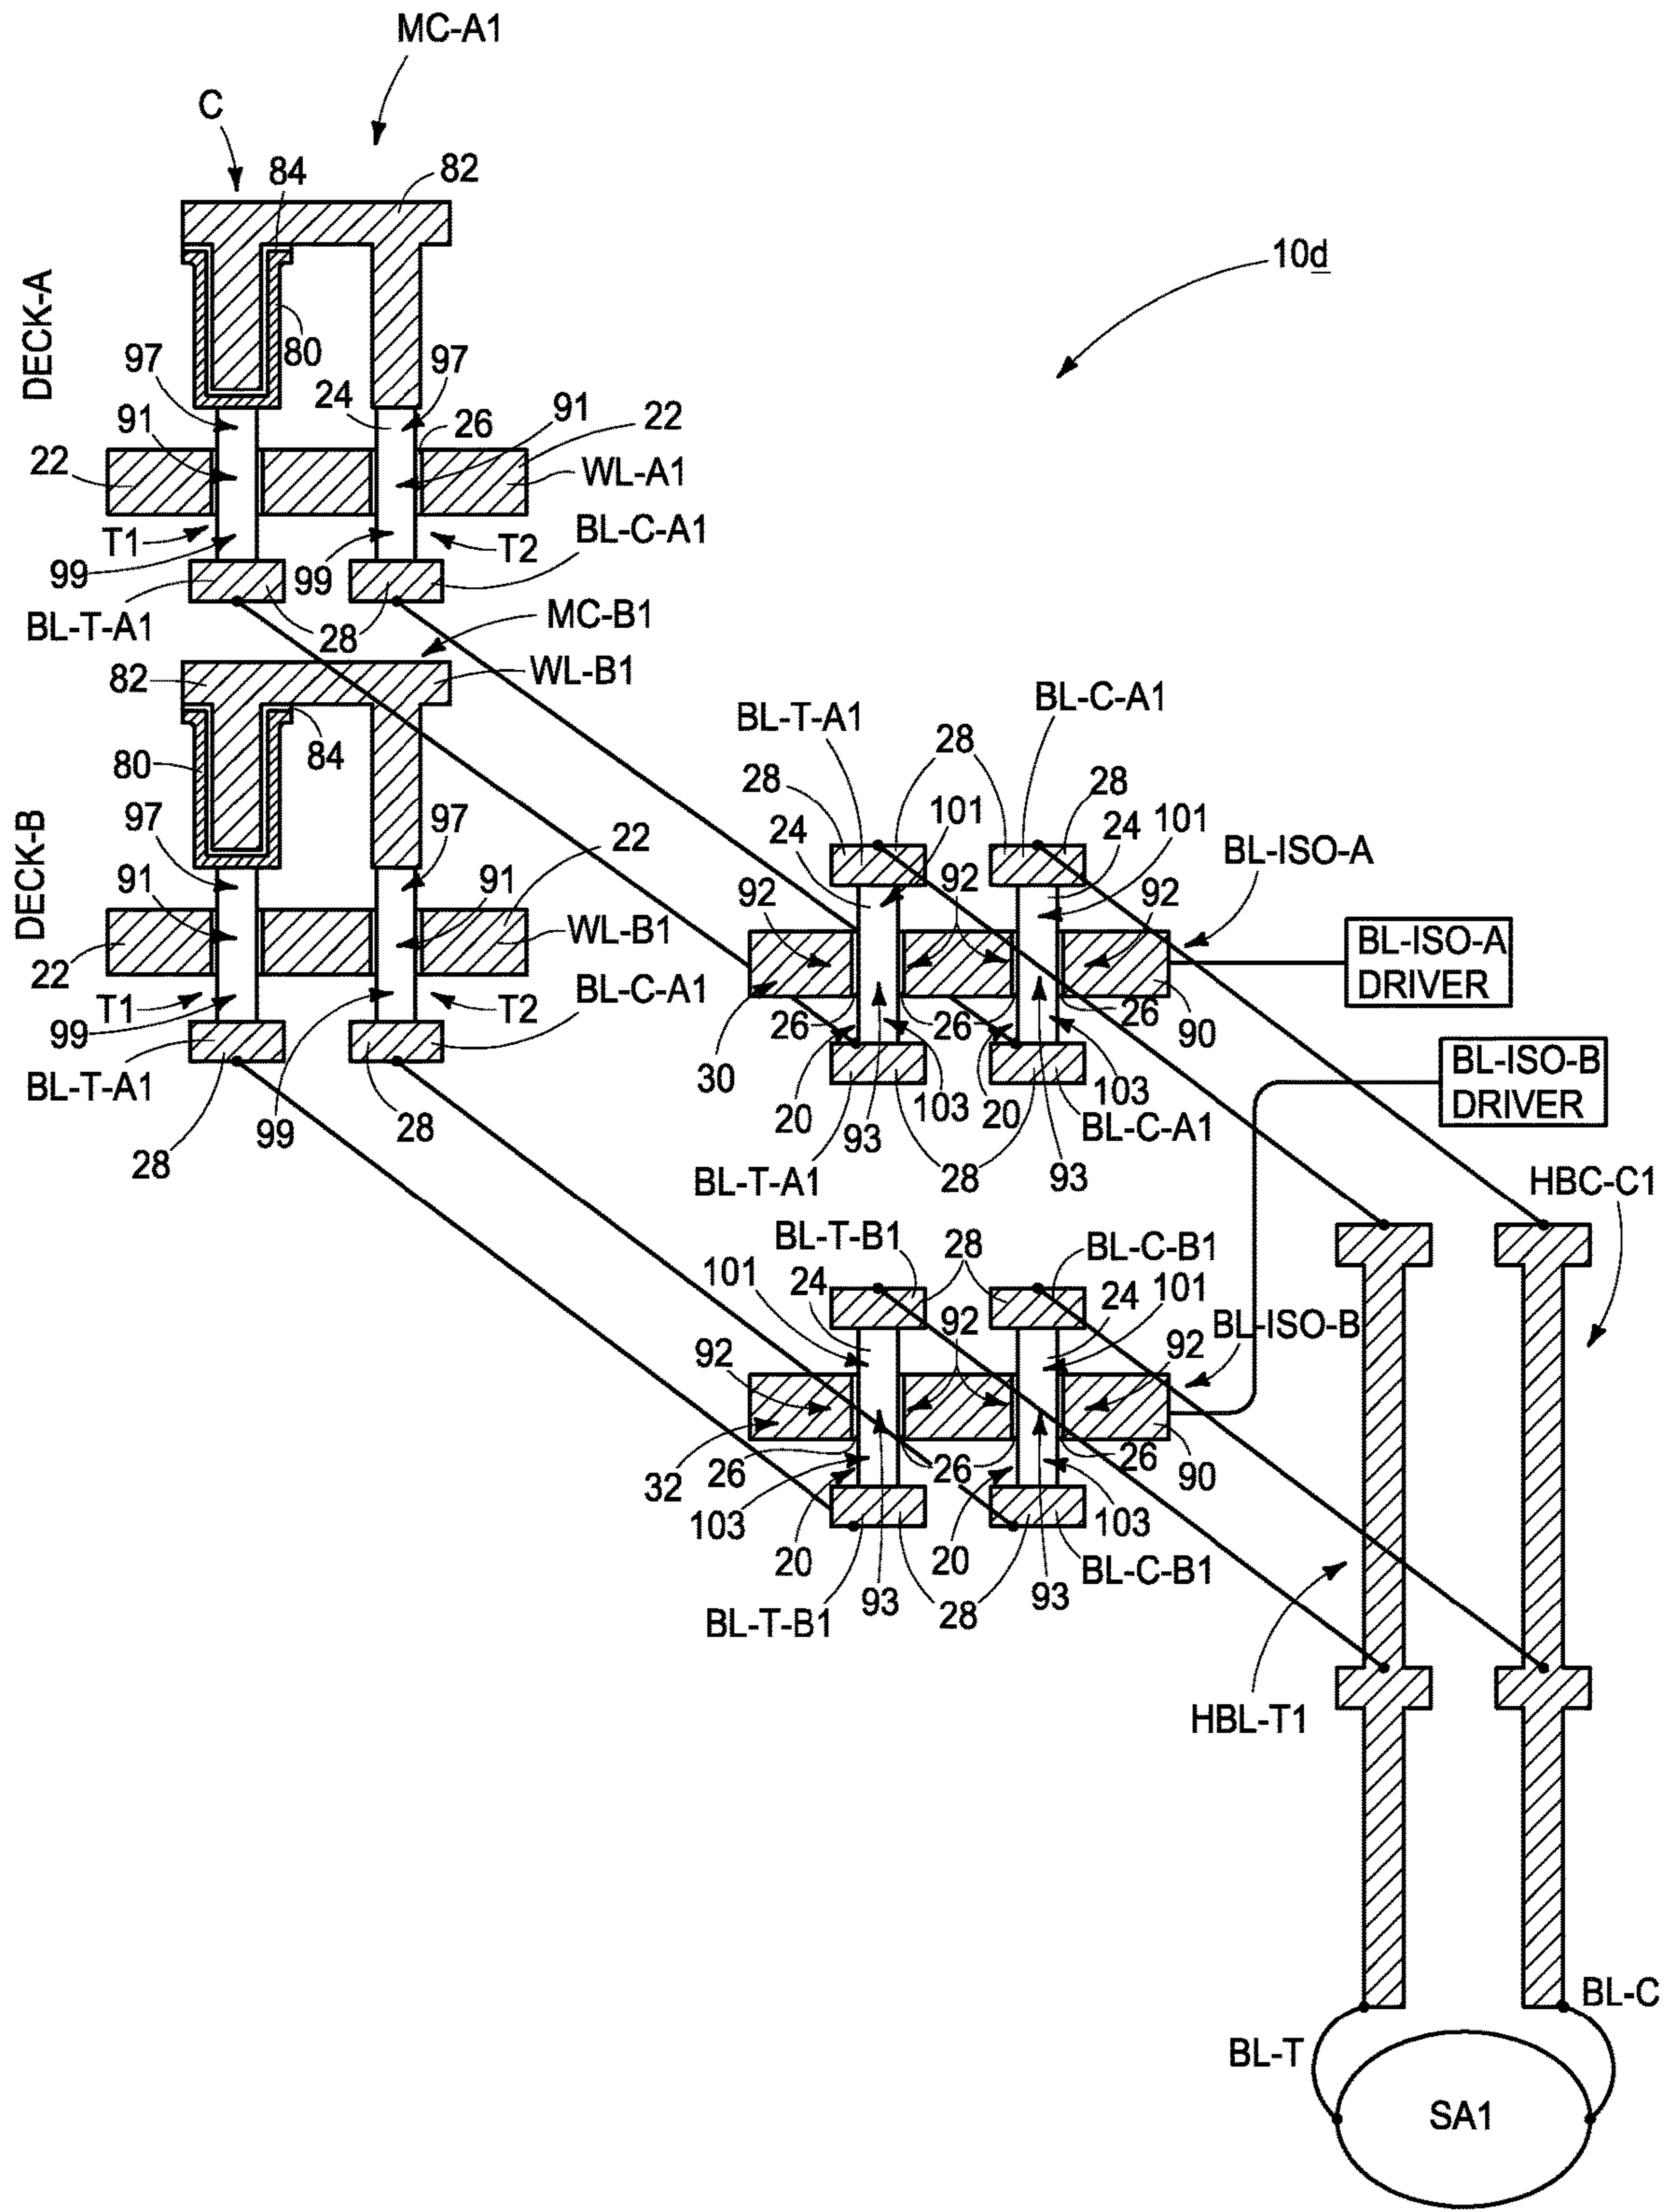 MC-A1
C
84
82
10d
DECK-A
80
97
24
97
91
26
91
22
22
WL-A1
T1
99
99
T2
BL-C-A1
BL-T-A1
28
MC-B1
82
WL-B1
84
80
DECK-B
97
97
22
91
91
WL-B1
22
T1
99
T2
BL-C-A1
BL-T-A1
28
99
28
BL-T-A1
BL-C-A1
28
28
28
24
101
24
101
BL-ISO-A
92
92
92
BL-ISO-A
DRIVER
30
26
26
26
90
20
93
103
20
93
103
BL-C-A1
BL-T-A1
28
BL-ISO-B
DRIVER
HBC-C1
BL-T-B1
28
BL-C-B1
101
24
24
101
BL-ISO-B
92
92
92
32
26
26
26
90
103
20
93
20
93
103
BL-C-B1
BL-T-B1
28
HBL-T1
BL-C
BL-T
SA1